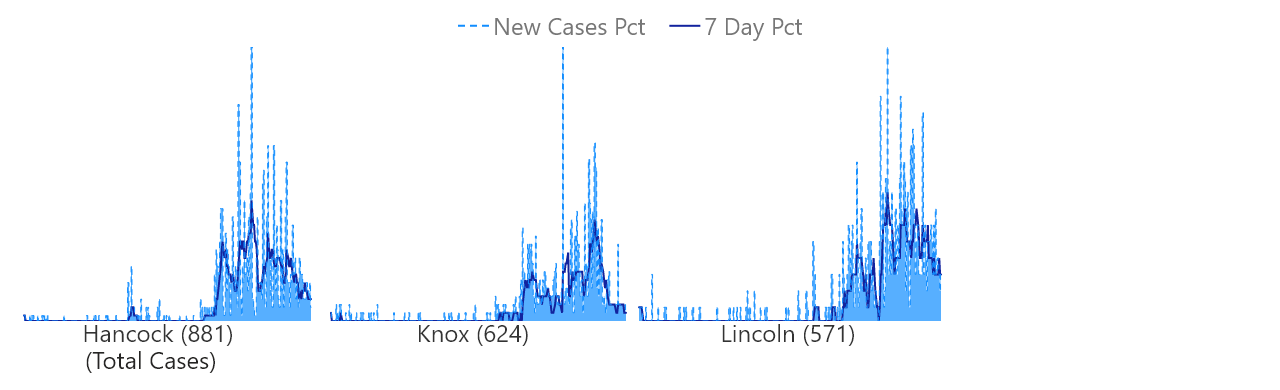 New Cases Pct 7 Day Pct
Hancock (881) Knox (624) Lincoln (571)
(Total Cases)